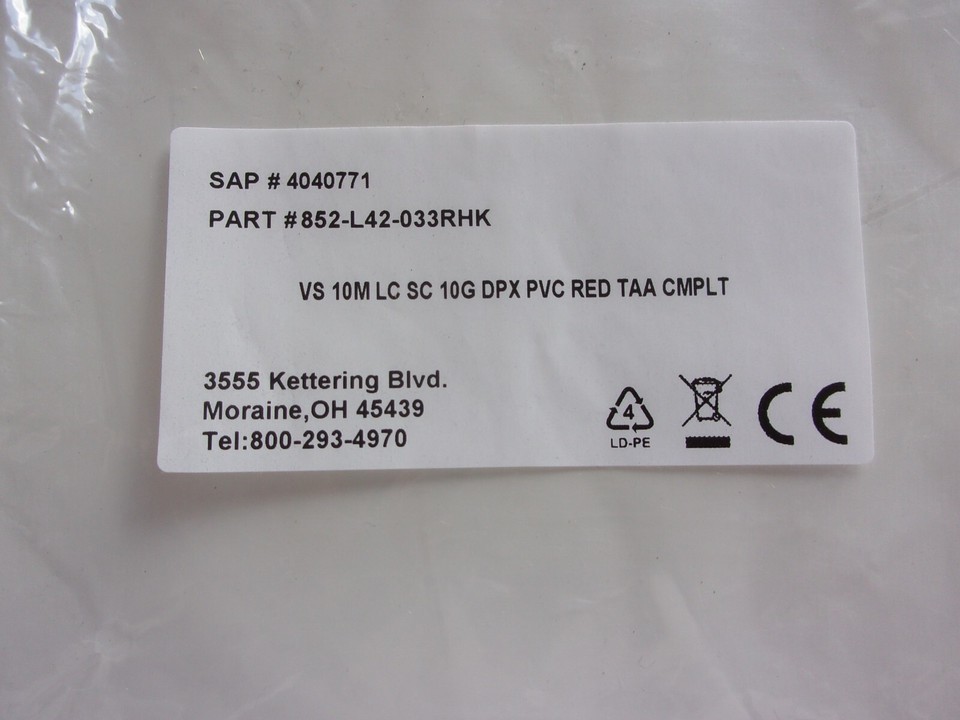 SAP # 4040771
PART #852-L42-033RHK
VS 10M LC SC 10G DPX PVC RED TAA CMPLT
3555 Kettering Blvd.
Moraine,OH 45439
Tel:800-293-4970
4
LD-PE
CE